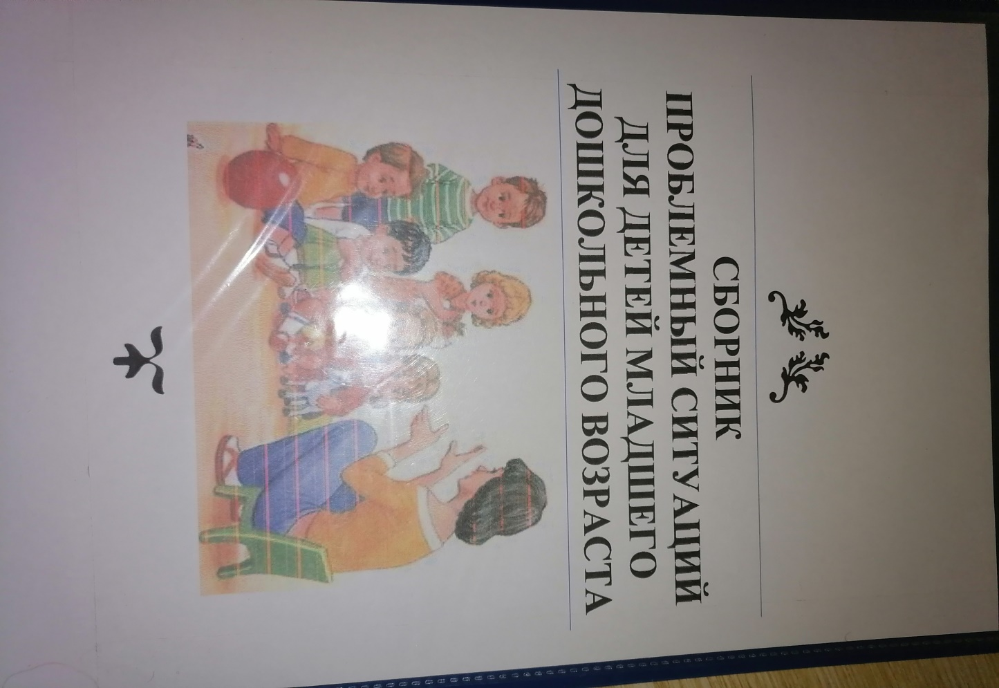 СБОРНИК
ПРОБЛЕМНЫЙ СИТУАЦИЙ
ДЛЯ ДЕТЕЙ МЛАДШЕГО
ДОШКОЛЬНОГО ВОЗРАСТА